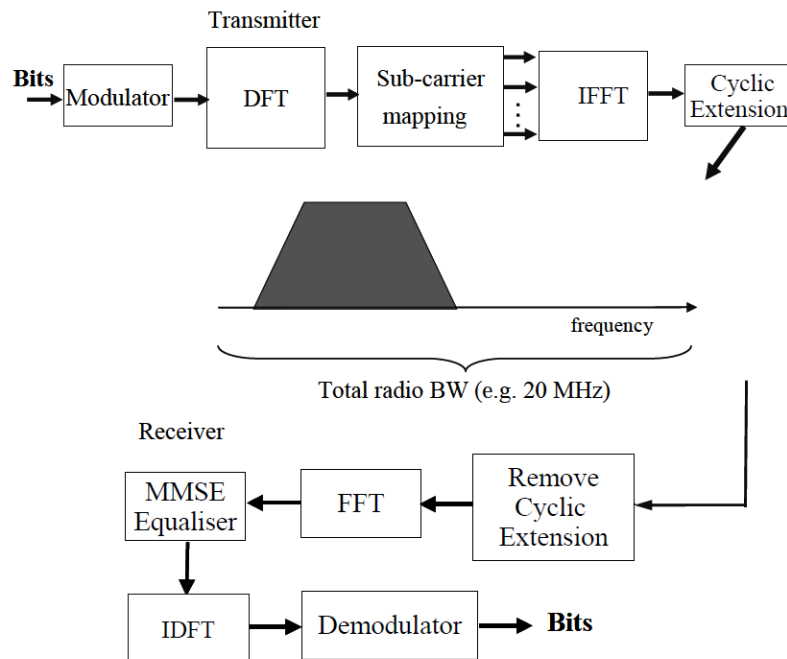 Transmitter
Bits
Modulator
DFT
Sub-carrier
mapping
IFFT
Cyclic
Extension
frequency
Total radio BW (e.g. 20 MHz)
Receiver
MMSE
Equaliser
FFT
Remove
Cyclic
Extension
IDFT
Demodulator
Bits